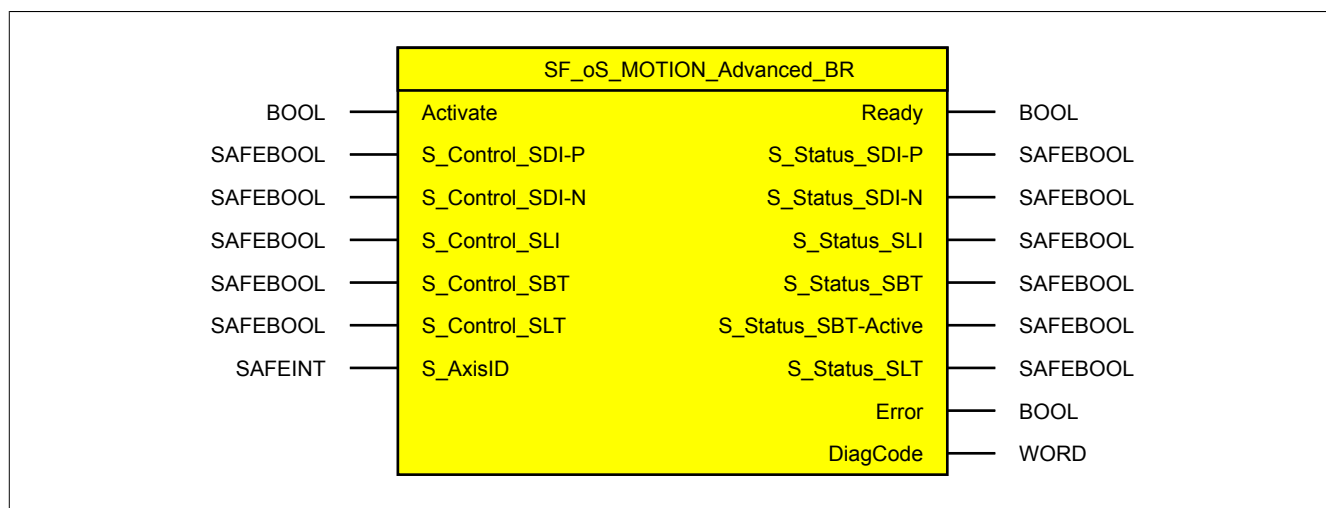 SF_oS_MOTION_Advanced_BR
BOOL Activate Ready BOOL
SAFEBOOL S_Control_SDI-P S_Status_SDI-P SAFEBOOL
SAFEBOOL S_Control_SDI-N S_Status_SDI-N SAFEBOOL
SAFEBOOL S_Control_SLI S_Status_SLI SAFEBOOL
SAFEBOOL S_Control_SBT S_Status_SBT SAFEBOOL
SAFEBOOL S_Control_SLT S_Status_SBT-Active SAFEBOOL
SAFEINT S_AxisID S_Status_SLT SAFEBOOL
Error BOOL
DiagCode WORD